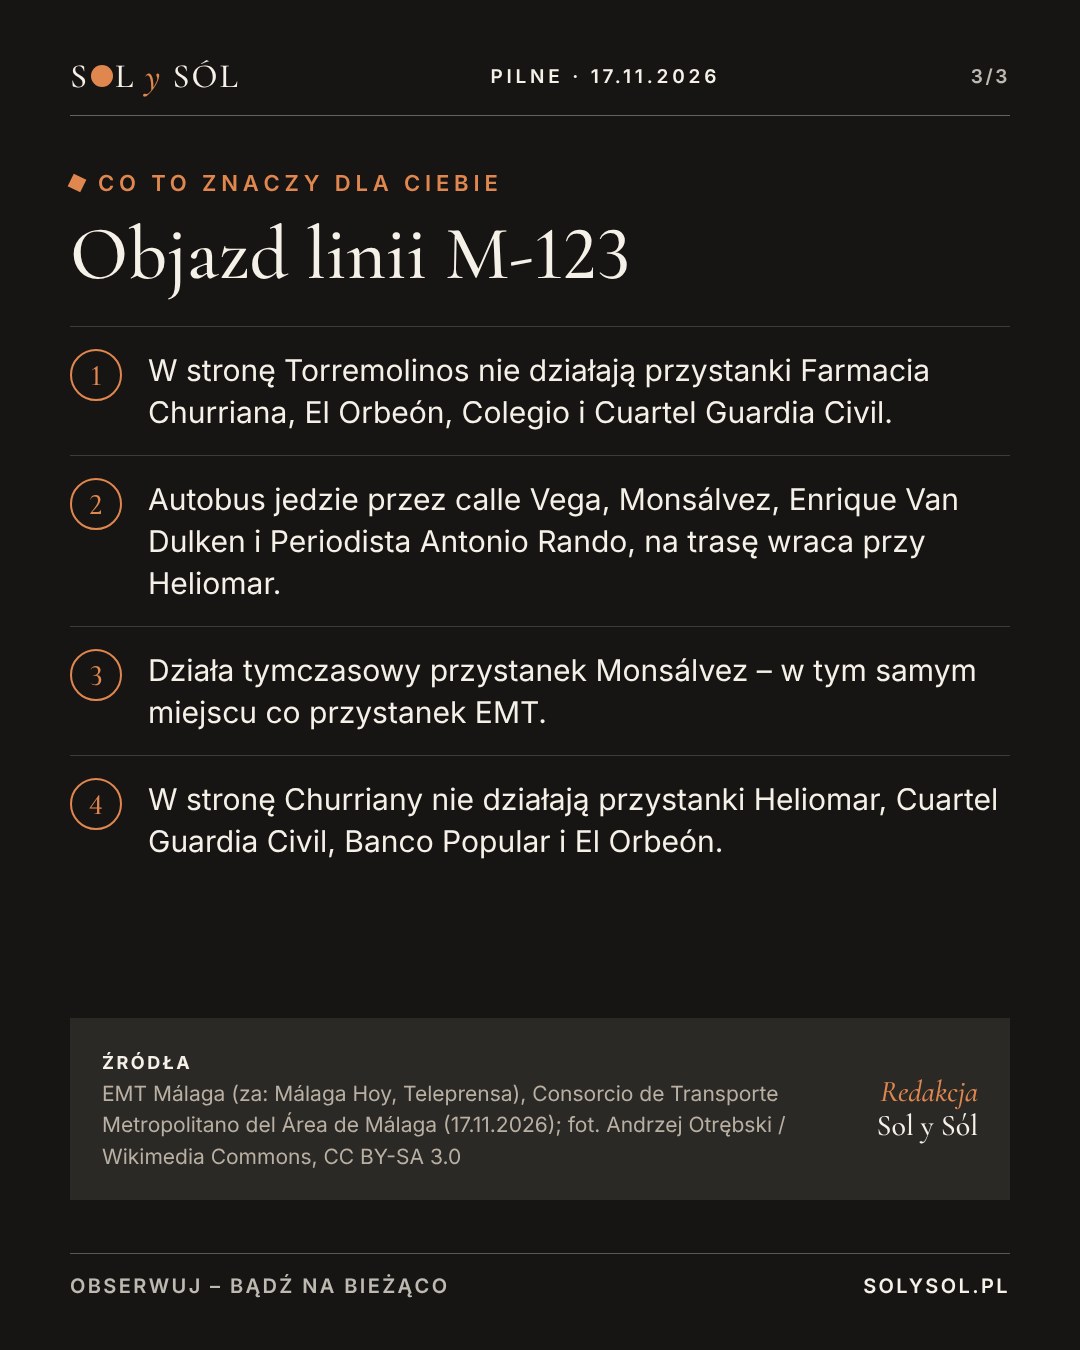 SOL y SÓL
PILNE · 17.11.2026
3/3
CO TO ZNACZY DLA CIEBIE
Objazd linii M-123
1
W stronę Torremolinos nie działają przystanki Farmacia
Churriana, El Orbeón, Colegio i Cuartel Guardia Civil.
2
Autobus jedzie przez calle Vega, Monsálvez, Enrique Van
Dulken i Periodista Antonio Rando, na trasę wraca przy
Heliomar.
3
Działa tymczasowy przystanek Monsálvez – w tym samym
miejscu co przystanek EMT.
4
W stronę Churriany nie działają przystanki Heliomar, Cuartel
Guardia Civil, Banco Popular i El Orbeón.
ŹRÓDŁA
EMT Málaga (za: Málaga Hoy, Teleprensa), Consorcio de Transporte
Metropolitano del Área de Málaga (17.11.2026); fot. Andrzej Otrębski /
Wikimedia Commons, CC BY-SA 3.0
Redakcja
Sol y Sól
OBSERWUJ – BĄDŹ NA BIEŻĄCO
SOLYSOL.PL